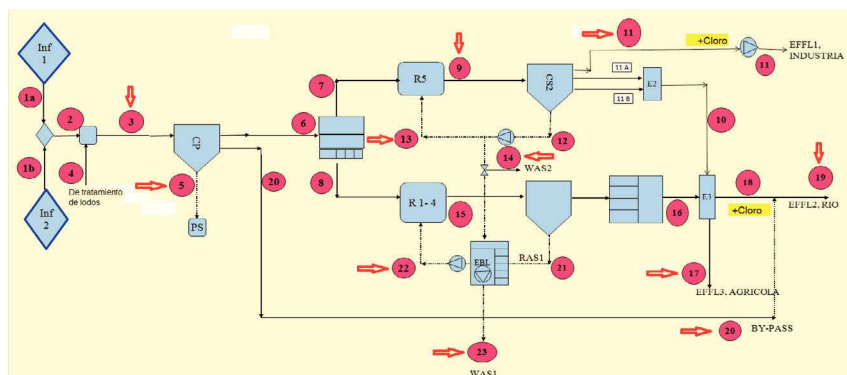 Inf
1
1a
2
3
1b
4
De tratamiento
de lodos
Inf
2
CP
5
PS
20
6
7
8
R5
9
13
CS2
11
+Cloro
11
EFFL1,
INDUSTRIA
11 A
11 B
E2
10
12
14
WAS2
R 1- 4
15
16
E3
18
+Cloro
19
EFFL2, RIO
17
EFFL3, AGRICOLA
22
EBL
RAS1
21
20
BY-PASS
23
WAS1